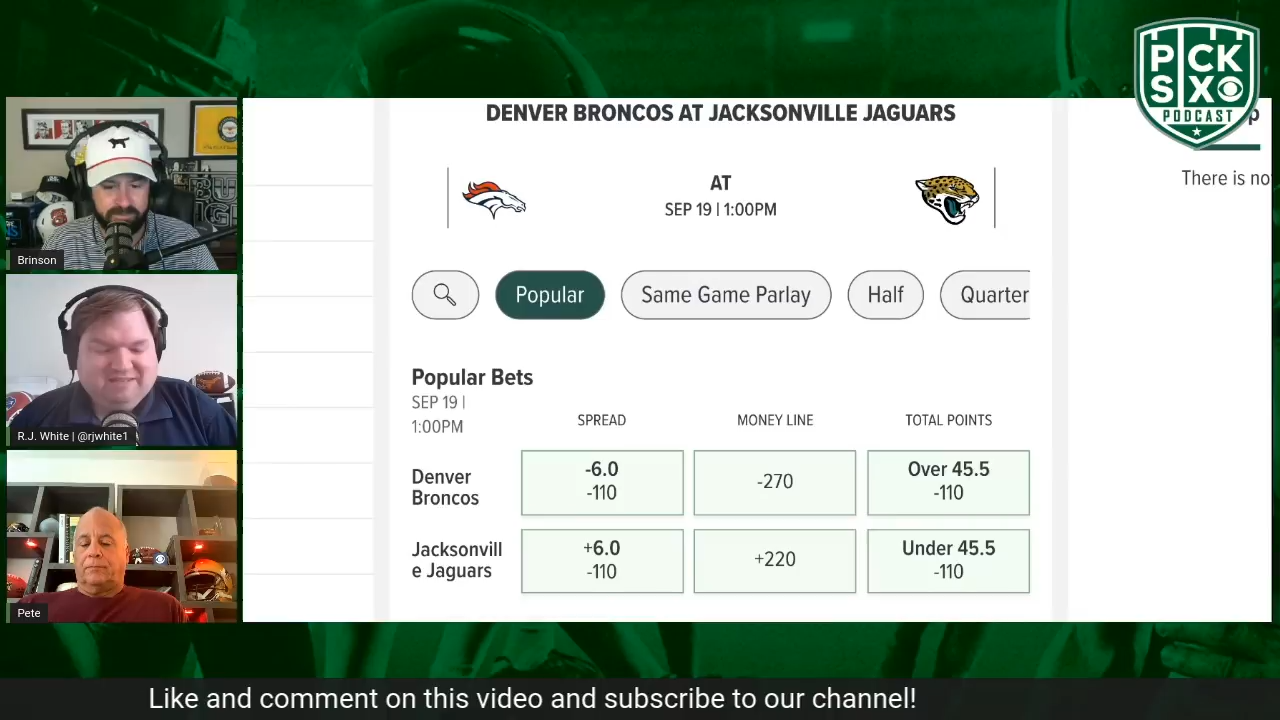 PCK
SX
PODCAST
DENVER BRONCOS AT JACKSONVILLE JAGUARS
There is no
AT
SEP 19 | 1:00PM
Popular
Same Game Parlay
Half
Quarter
Popular Bets
SEP 19 |
1:00PM
SPREAD
MONEY LINE
TOTAL POINTS
Denver
Broncos
-6.0
-110
-270
Over 45.5
-110
Jacksonvill
e Jaguars
+6.0
-110
+220
Under 45.5
-110
Brinson
R.J. White | @rjwhite1
Pete
Like and comment on this video and subscribe to our channel!